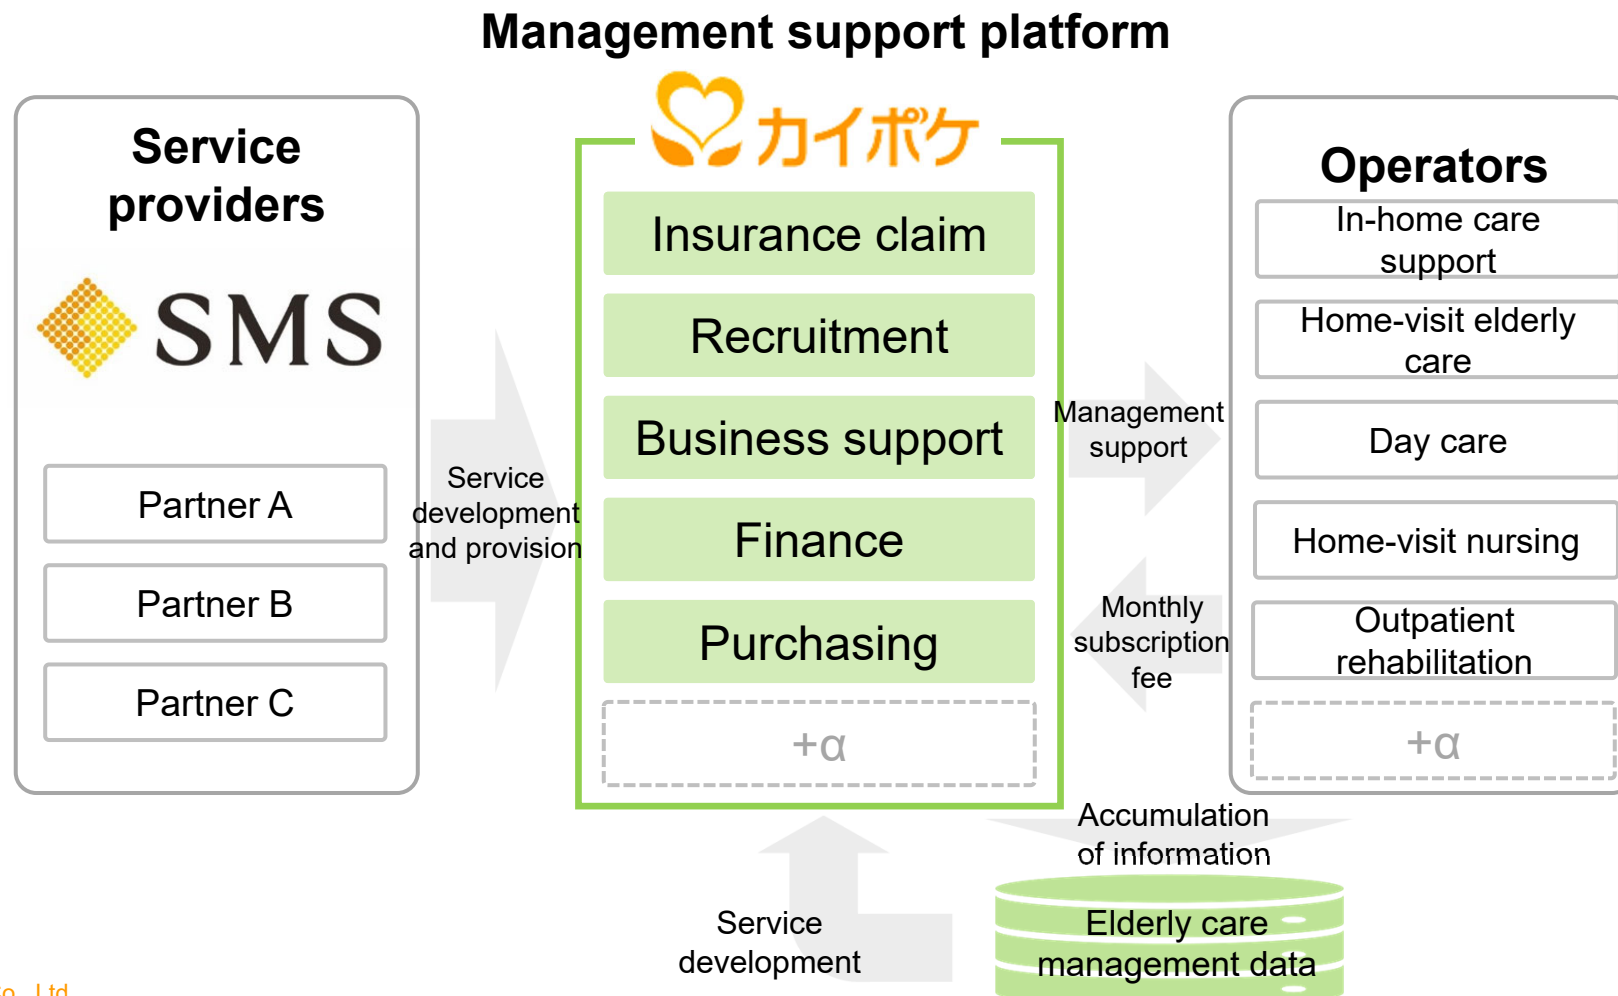 Management support platform
Service
providers
SMS
Partner A
Partner B
Partner C
Service
development
and provision
カイポケ
Insurance claim
Recruitment
Business support
Finance
Purchasing
+α
Management
support
Monthly
subscription
fee
Operators
In-home care
support
Home-visit elderly
care
Day care
Home-visit nursing
Outpatient
rehabilitation
+α
Accumulation
of information
Service
development
Elderly care
management data
Ltd